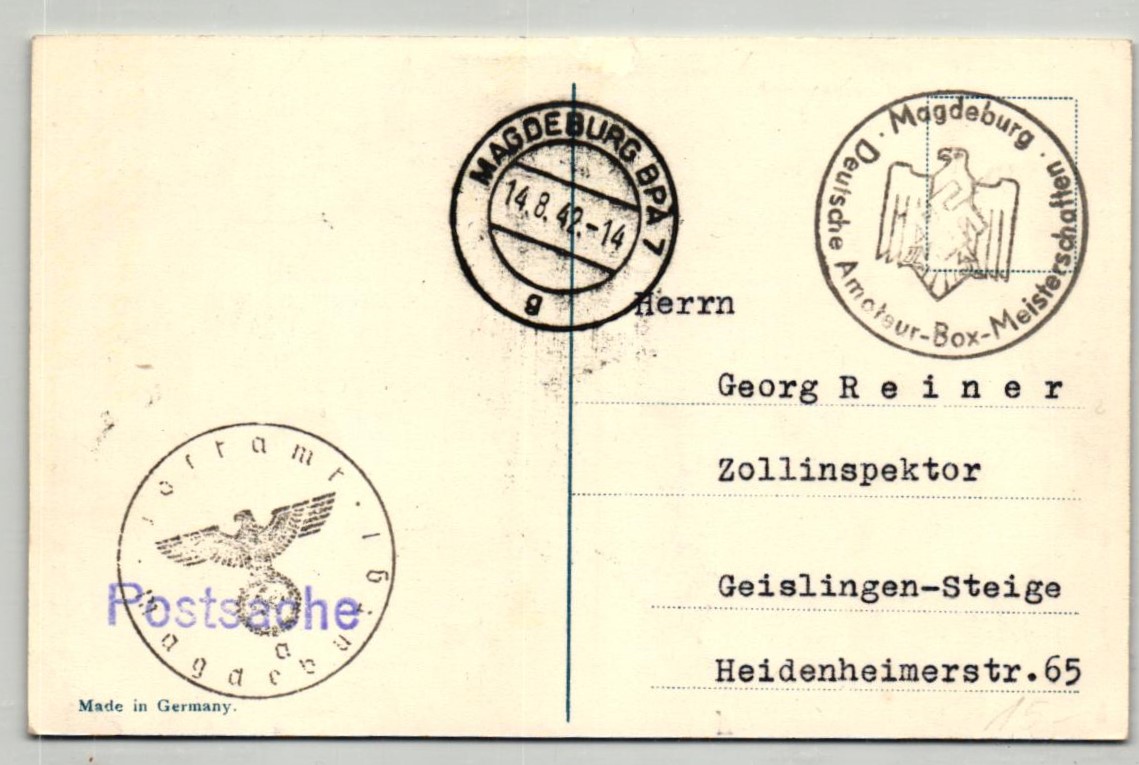 MAGDEBURG BPA 7
14.8.42.-14
g
Magdeburg · Deutsche Amateur-Box-Meisterschaften ·
Herrn
Georg R e i n e r
Zollinspektor
Geislingen-Steige
Heidenheimerstr.65
Postsache
Magdeburg
a
Made in Germany.